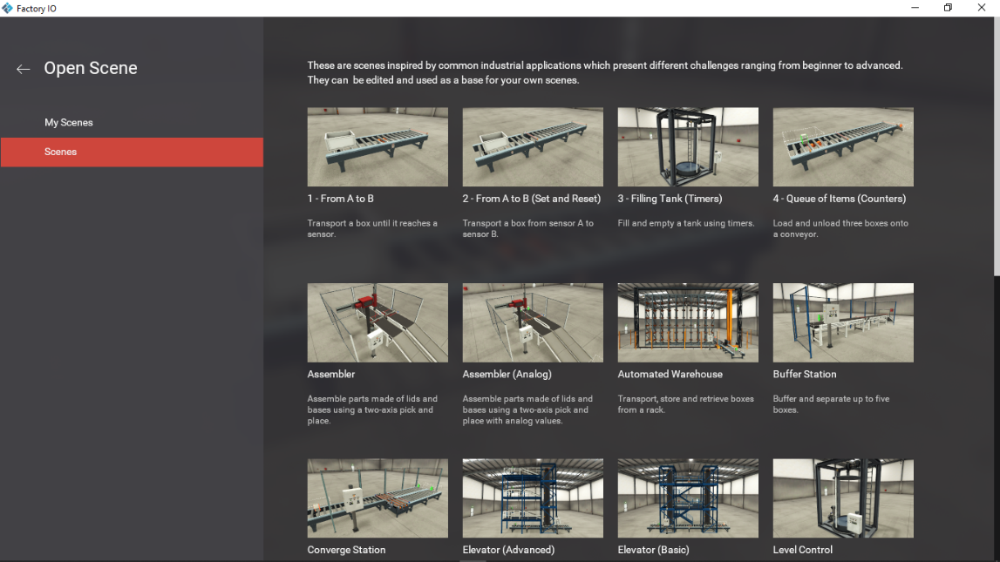 Factory IO
Open Scene
My Scenes
Scenes
These are scenes inspired by common industrial applications which present different challenges ranging from beginner to advanced.
They can be edited and used as a base for your own scenes.
1 - From A to B
Transport a box until it reaches a
sensor.
2 - From A to B (Set and Reset)
Transport a box from sensor A to
sensor B.
3 - Filling Tank (Timers)
Fill and empty a tank using timers.
4 - Queue of Items (Counters)
Load and unload three boxes onto
a conveyor.
Assembler
Assemble parts made of lids and
bases using a two-axis pick and
place.
Assembler (Analog)
Assemble parts made of lids and
bases using a two-axis pick and
place with analog values.
Automated Warehouse
Transport, store and retrieve boxes
from a rack.
Buffer Station
Buffer and separate up to five
boxes.
Converge Station
Elevator (Advanced)
Elevator (Basic)
Level Control